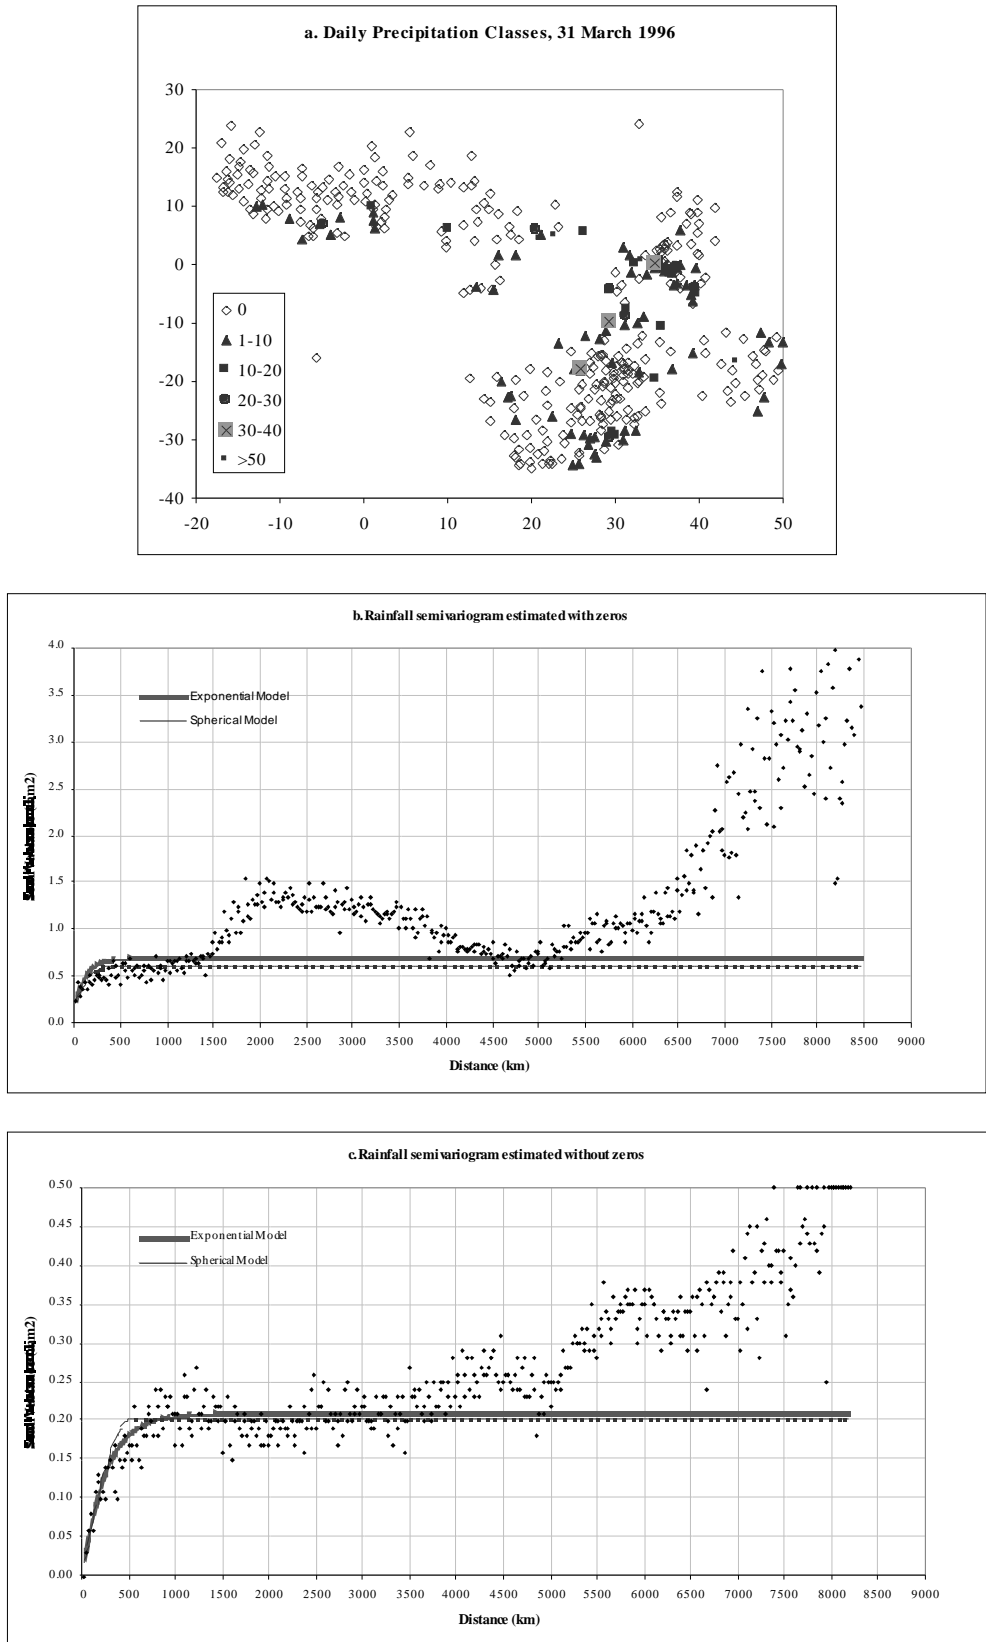 a. Daily Precipitation Classes, 31 March 1996
30
20
10
0
-10
-20
-30
-40
0
1-10
10-20
20-30
30-40
>50
-20 -10 0 10 20 30 40 50
b. Rainfall semivariogram estimated with zeros
4.0
3.5
3.0
2.5
2.0
1.5
1.0
0.5
0.0
Exponential Model
Spherical Model
0 500 1000 1500 2000 2500 3000 3500 4000 4500 5000 5500 6000 6500 7000 7500 8000 8500 9000
Distance (km)
c. Rainfall semivariogram estimated without zeros
0.50
0.45
0.40
0.35
0.30
0.25
0.20
0.15
0.10
0.05
0.00
Exponential Model
Spherical Model
0 500 1000 1500 2000 2500 3000 3500 4000 4500 5000 5500 6000 6500 7000 7500 8000 8500 9000
Distance (km)